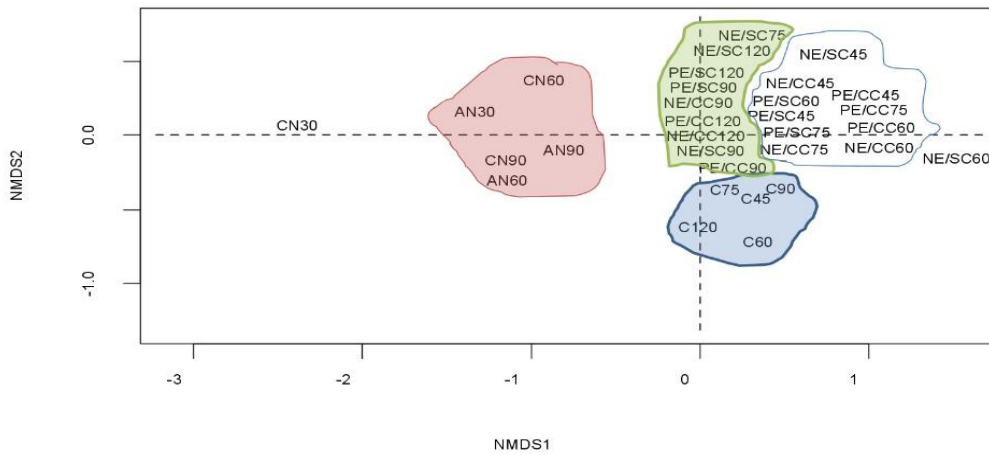 NE/SC75
NE/SC120
NE/SC45
CN60
PE/SC120
PE/SC90
NE/CC45
NE/CC90
PE/SC60
PE/CC45
AN30
PE/CC120
PE/SC45
PE/CC75
CN30
0.0
NE/CC120
PE/SC75
PE/CC60
AN90
NE/SC90
NE/CC75
NE/CC60
CN90
NE/SC60
PE/CC90
AN60
C75
C45
C90
C120
C60
-1.0
NMDS2
-3
-2
-1
0
1
NMDS1